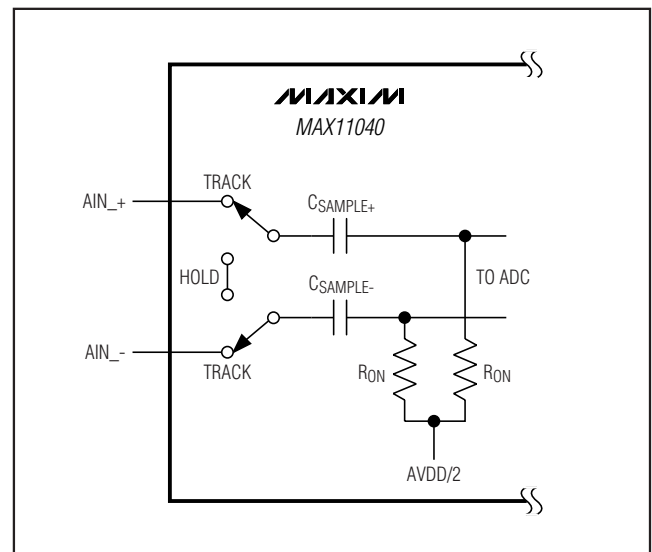 MAXIM
MAX11040
AIN_+
TRACK
CSAMPLE+
HOLD
TO ADC
CSAMPLE-
AIN_-
TRACK
RON
RON
AVDD/2